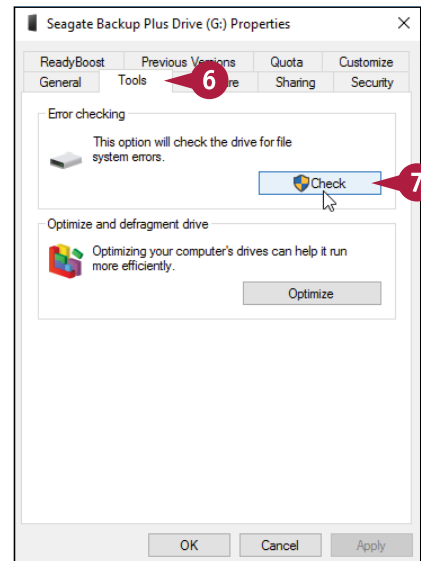 Seagate Backup Plus Drive (G:) Properties
ReadyBoost Previous Versions Quota Customize
General Tools 6 Sharing Security
Error checking
This option will check the drive for file
system errors.
Check 7
Optimize and defragment drive
Optimizing your computer's drives can help it run
more efficiently.
Optimize
OK Cancel Apply